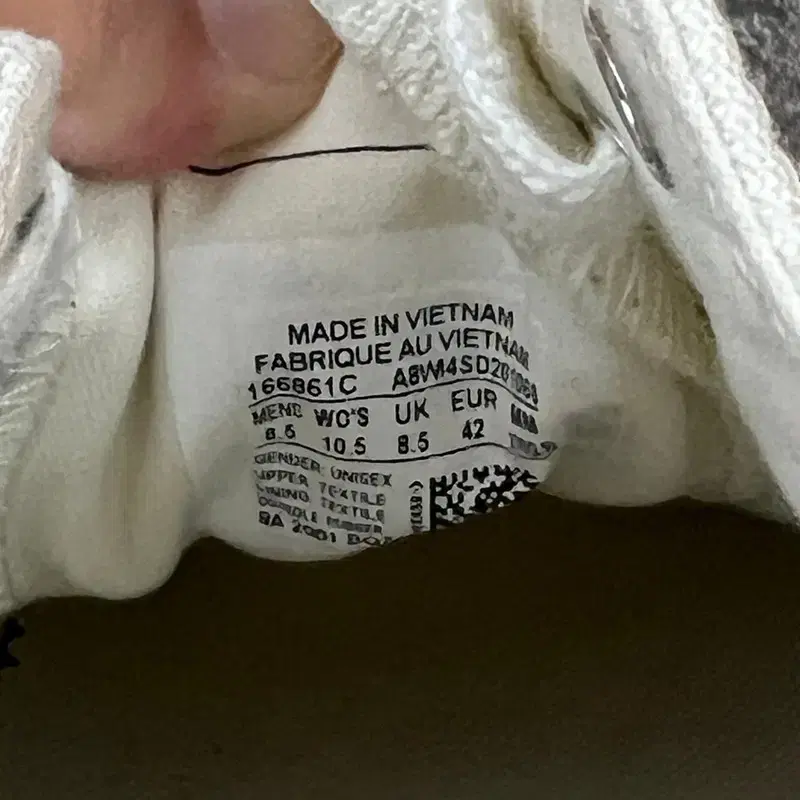 MADE IN VIETNAM
FABRIQUE AU VIETNAM
166861C
MENS WO'S UK EUR
8.5 10.5 8.5 42
GENDER: UNISEX
UPPER TEXTILE
LINING TEXTILE